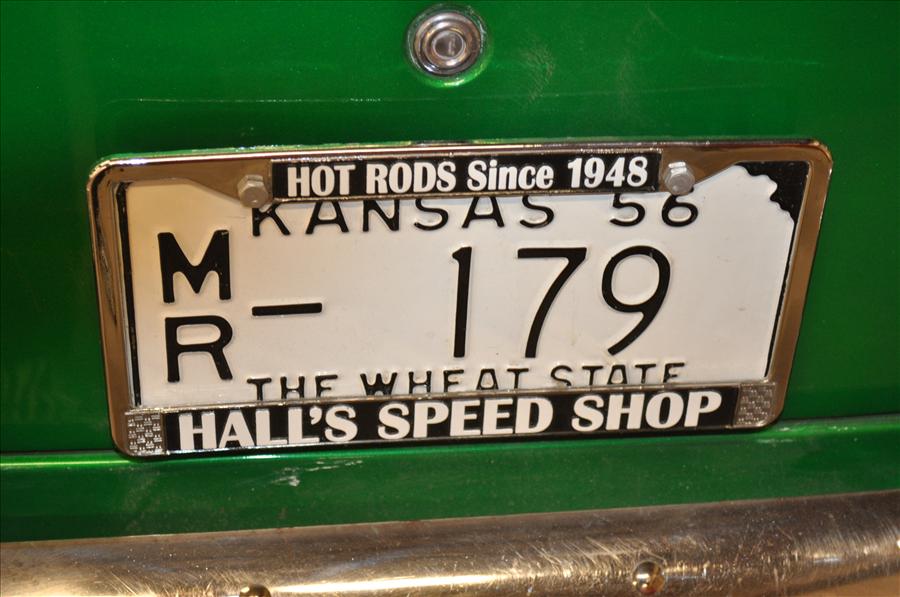 HOT RODS Since 1948
KANSAS 56
MR - 179
THE WHEAT STATE
HALL'S SPEED SHOP